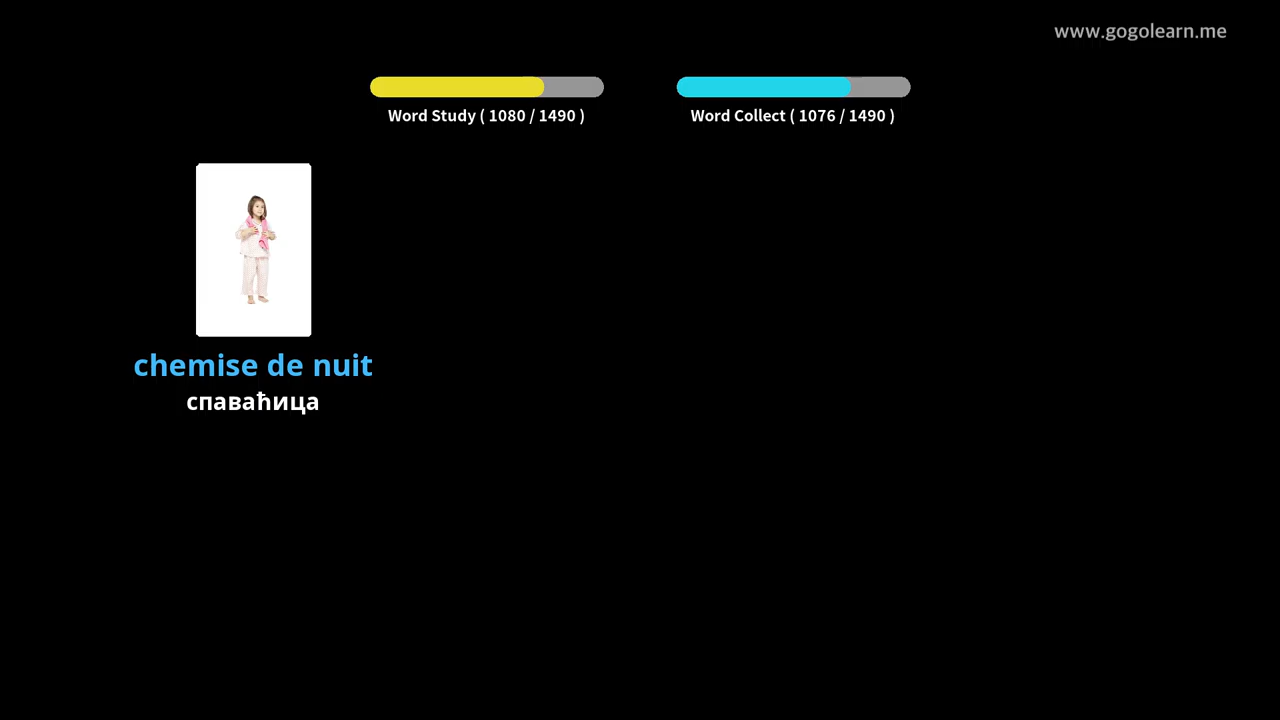 www.gogolearn.me
Word Study ( 1080 / 1490 )
Word Collect ( 1076 / 1490 )
chemise de nuit
спаваћица